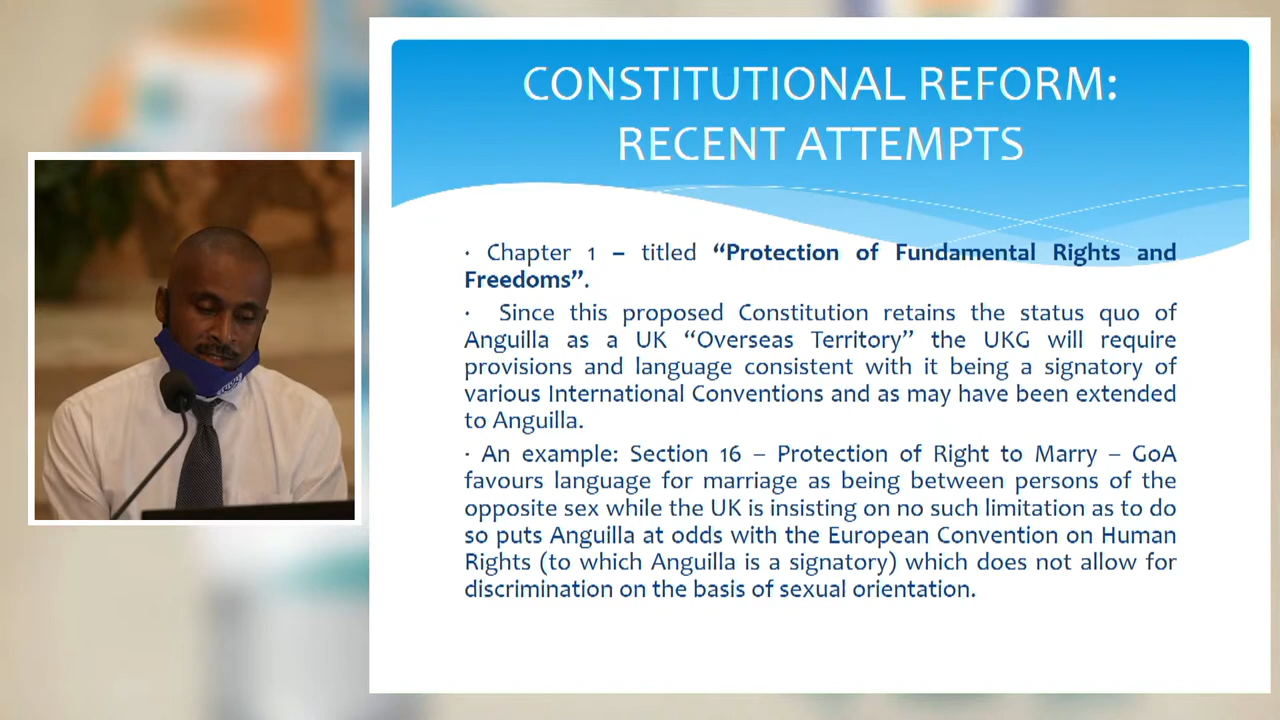 CONSTITUTIONAL REFORM:
RECENT ATTEMPTS
· Chapter 1 – titled “Protection of Fundamental Rights and
Freedoms”.
· Since this proposed Constitution retains the status quo of
Anguilla as a UK “Overseas Territory” the UKG will require
provisions and language consistent with it being a signatory of
various International Conventions and as may have been extended
to Anguilla.
· An example: Section 16 – Protection of Right to Marry – GoA
favours language for marriage as being between persons of the
opposite sex while the UK is insisting on no such limitation as to do
so puts Anguilla at odds with the European Convention on Human
Rights (to which Anguilla is a signatory) which does not allow for
discrimination on the basis of sexual orientation.